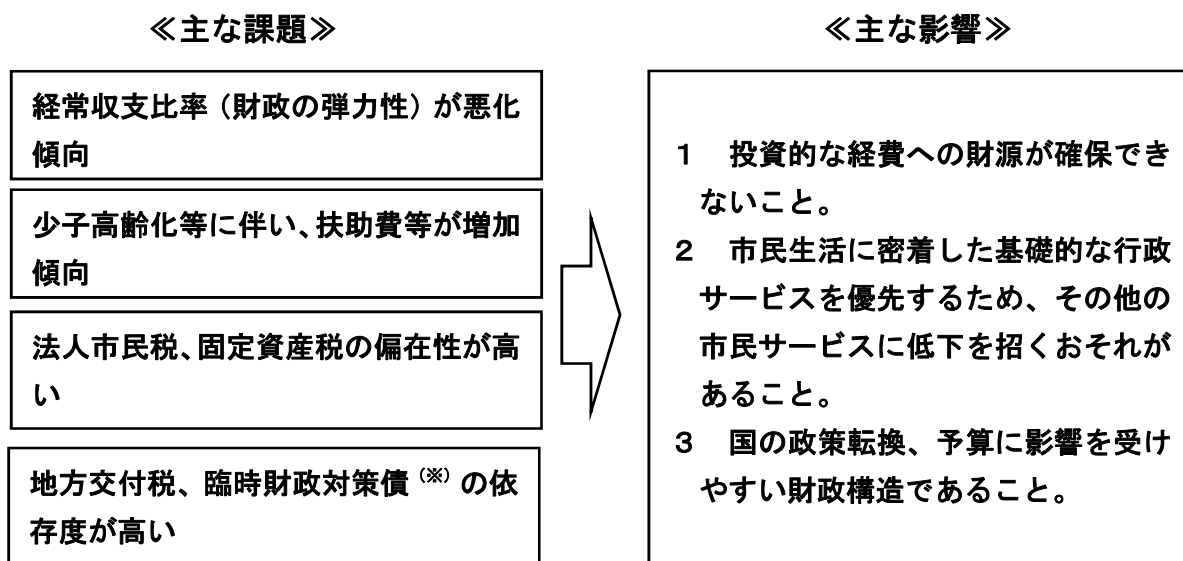 ≪主な課題≫
経常収支比率（財政の弾力性）が悪化
傾向
少子高齢化等に伴い、扶助費等が増加
傾向
法人市民税、固定資産税の偏在性が高
い
地方交付税、臨時財政対策債（※）の依
存度が高い
≪主な影響≫
１　投資的な経費への財源が確保でき
ないこと。
２　市民生活に密着した基礎的な行政
サービスを優先するため、その他の
市民サービスに低下を招くおそれが
あること。
３　国の政策転換、予算に影響を受け
やすい財政構造であること。